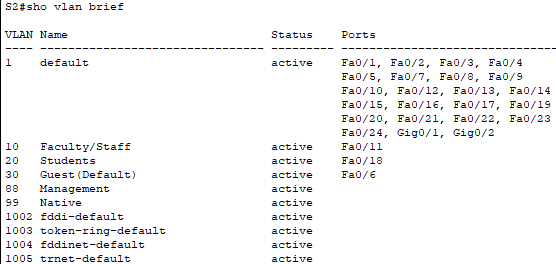 S2#sho vlan brief
VLAN Name                             Status    Ports
---- -------------------------------- --------- -------------------------------
1    default                          active    Fa0/1, Fa0/2, Fa0/3, Fa0/4
                                                Fa0/5, Fa0/7, Fa0/8, Fa0/9
                                                Fa0/10, Fa0/12, Fa0/13, Fa0/14
                                                Fa0/15, Fa0/16, Fa0/17, Fa0/19
                                                Fa0/20, Fa0/21, Fa0/22, Fa0/23
                                                Fa0/24, Gig0/1, Gig0/2
10   Faculty/Staff                    active    Fa0/11
20   Students                         active    Fa0/18
30   Guest(Default)                   active    Fa0/6
88   Management                       active
99   Native                           active
1002 fddi-default                     active
1003 token-ring-default               active
1004 fddinet-default                  active
1005 trnet-default                    active